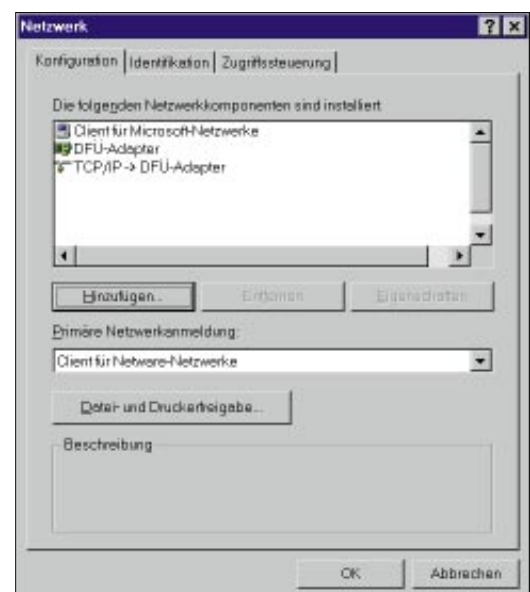 Netzwerk
Konfiguration Identifikation Zugriffssteuerung
Die folgenden Netzwerkkomponenten sind installiert
Client für Microsoft-Netzwerke
DFÜ-Adapter
TCP/IP -> DFÜ-Adapter
Hinzufügen... Entfernen Eigenschaften
Primäre Netzwerkanmeldung:
Client für Netware-Netzwerke
Datei- und Druckerfreigabe...
Beschreibung
OK Abbrechen